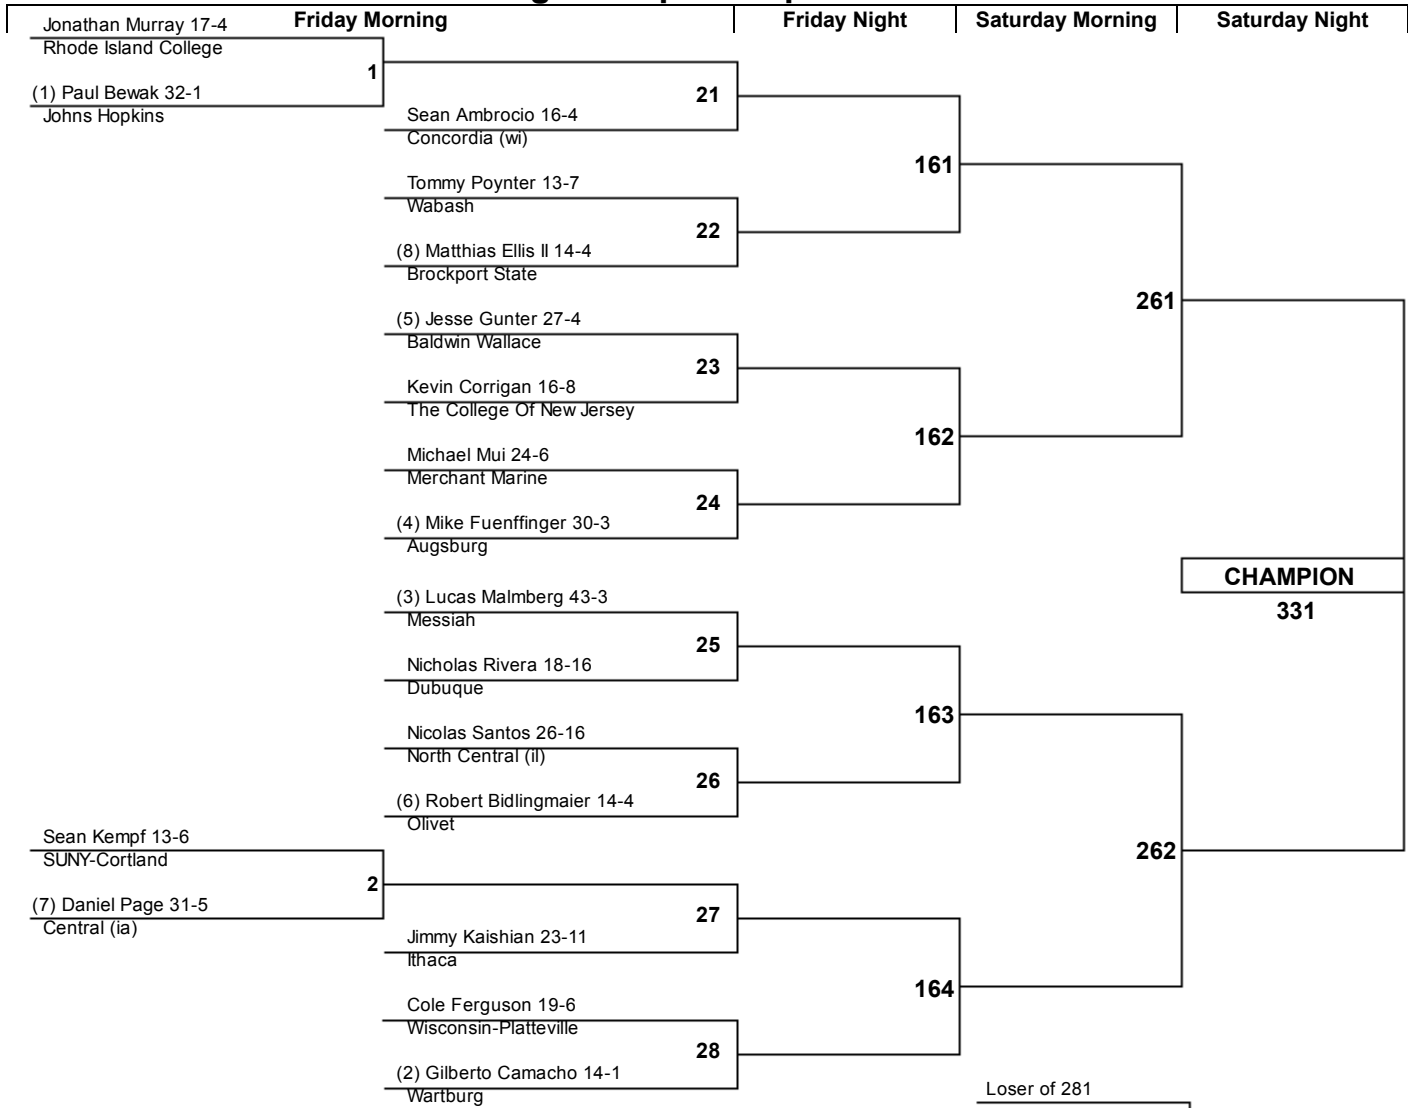 Friday Morning
Friday Night
Saturday Morning
Saturday Night
Jonathan Murray 17-4
Rhode Island College
1
(1) Paul Bewak 32-1
Johns Hopkins
21
Sean Ambrocio 16-4
Concordia (wi)
161
Tommy Poynter 13-7
Wabash
22
(8) Matthias Ellis II 14-4
Brockport State
261
(5) Jesse Gunter 27-4
Baldwin Wallace
23
Kevin Corrigan 16-8
The College Of New Jersey
162
Michael Mui 24-6
Merchant Marine
24
(4) Mike Fuenffinger 30-3
Augsburg
CHAMPION
331
(3) Lucas Malmberg 43-3
Messiah
25
Nicholas Rivera 18-16
Dubuque
163
Nicolas Santos 26-16
North Central (il)
26
(6) Robert Bidlingmaier 14-4
Olivet
Sean Kempf 13-6
SUNY-Cortland
262
2
(7) Daniel Page 31-5
Central (ia)
27
Jimmy Kaishian 23-11
Ithaca
164
Cole Ferguson 19-6
Wisconsin-Platteville
28
(2) Gilberto Camacho 14-1
Wartburg
Loser of 281